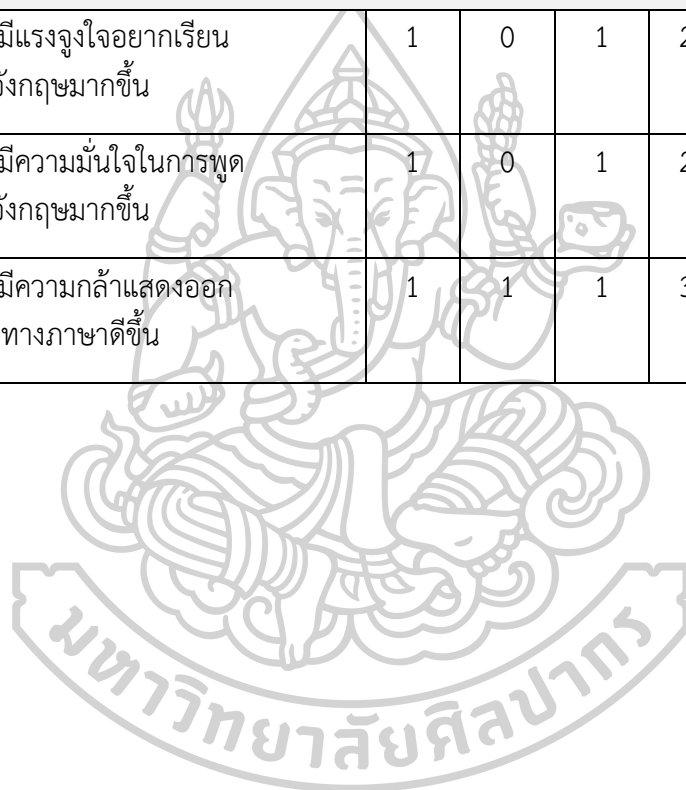 มีแรงจูงใจอยากเรียน 1 0 1 2
อังกฤษมากขึ้น
มีความมั่นใจในการพูด 1 0 1 2
อังกฤษมากขึ้น
มีความกล้าแสดงออก 1 1 1 3
ทางภาษาดีขึ้น
มหาวิทยาลัยศิลปากร